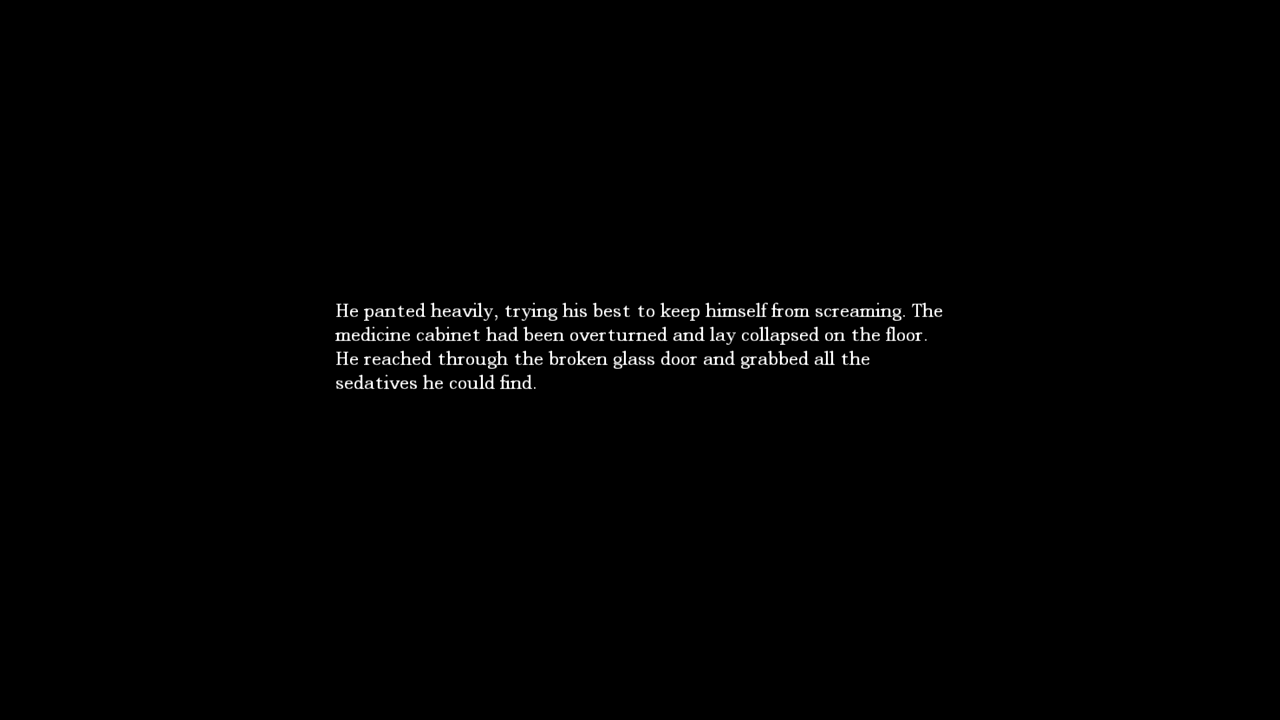 He panted heavily, trying his best to keep himself from screaming. The
medicine cabinet had been overturned and lay collapsed on the floor.
He reached through the broken glass door and grabbed all the
sedatives he could find.